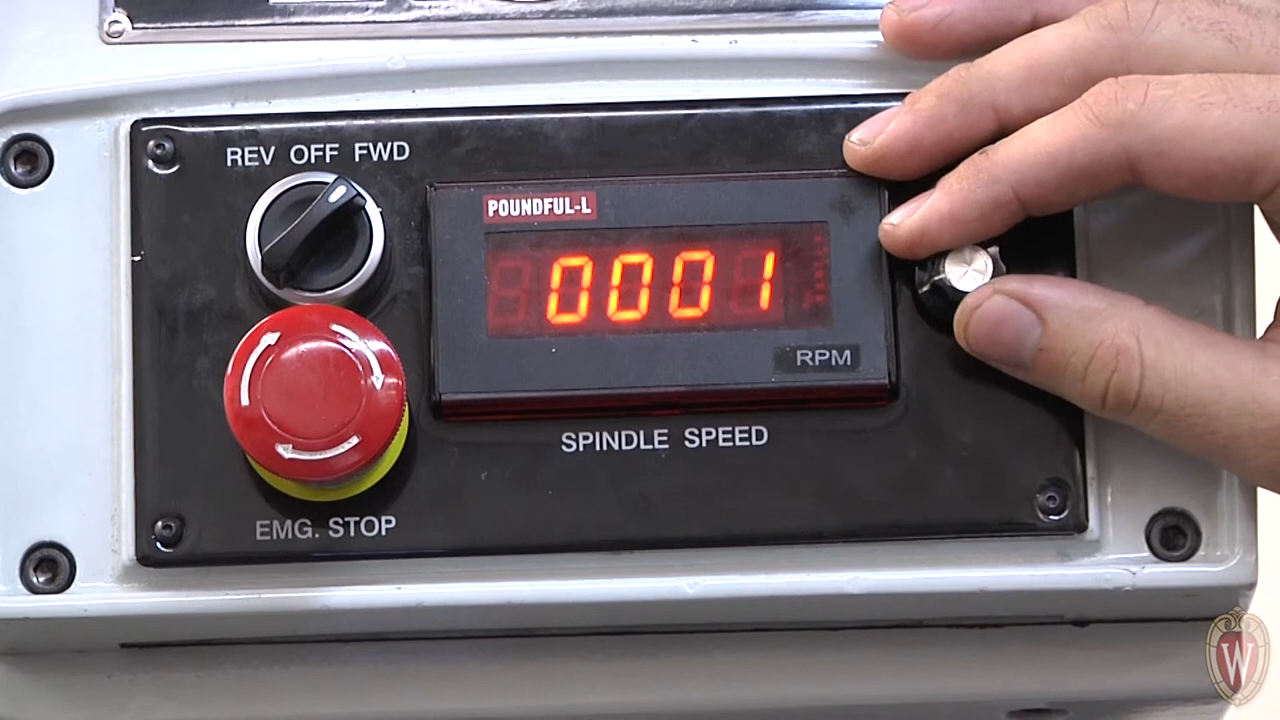 REV OFF FWD
POUNDFUL-L
0001
RPM
SPINDLE SPEED
EMG. STOP
W